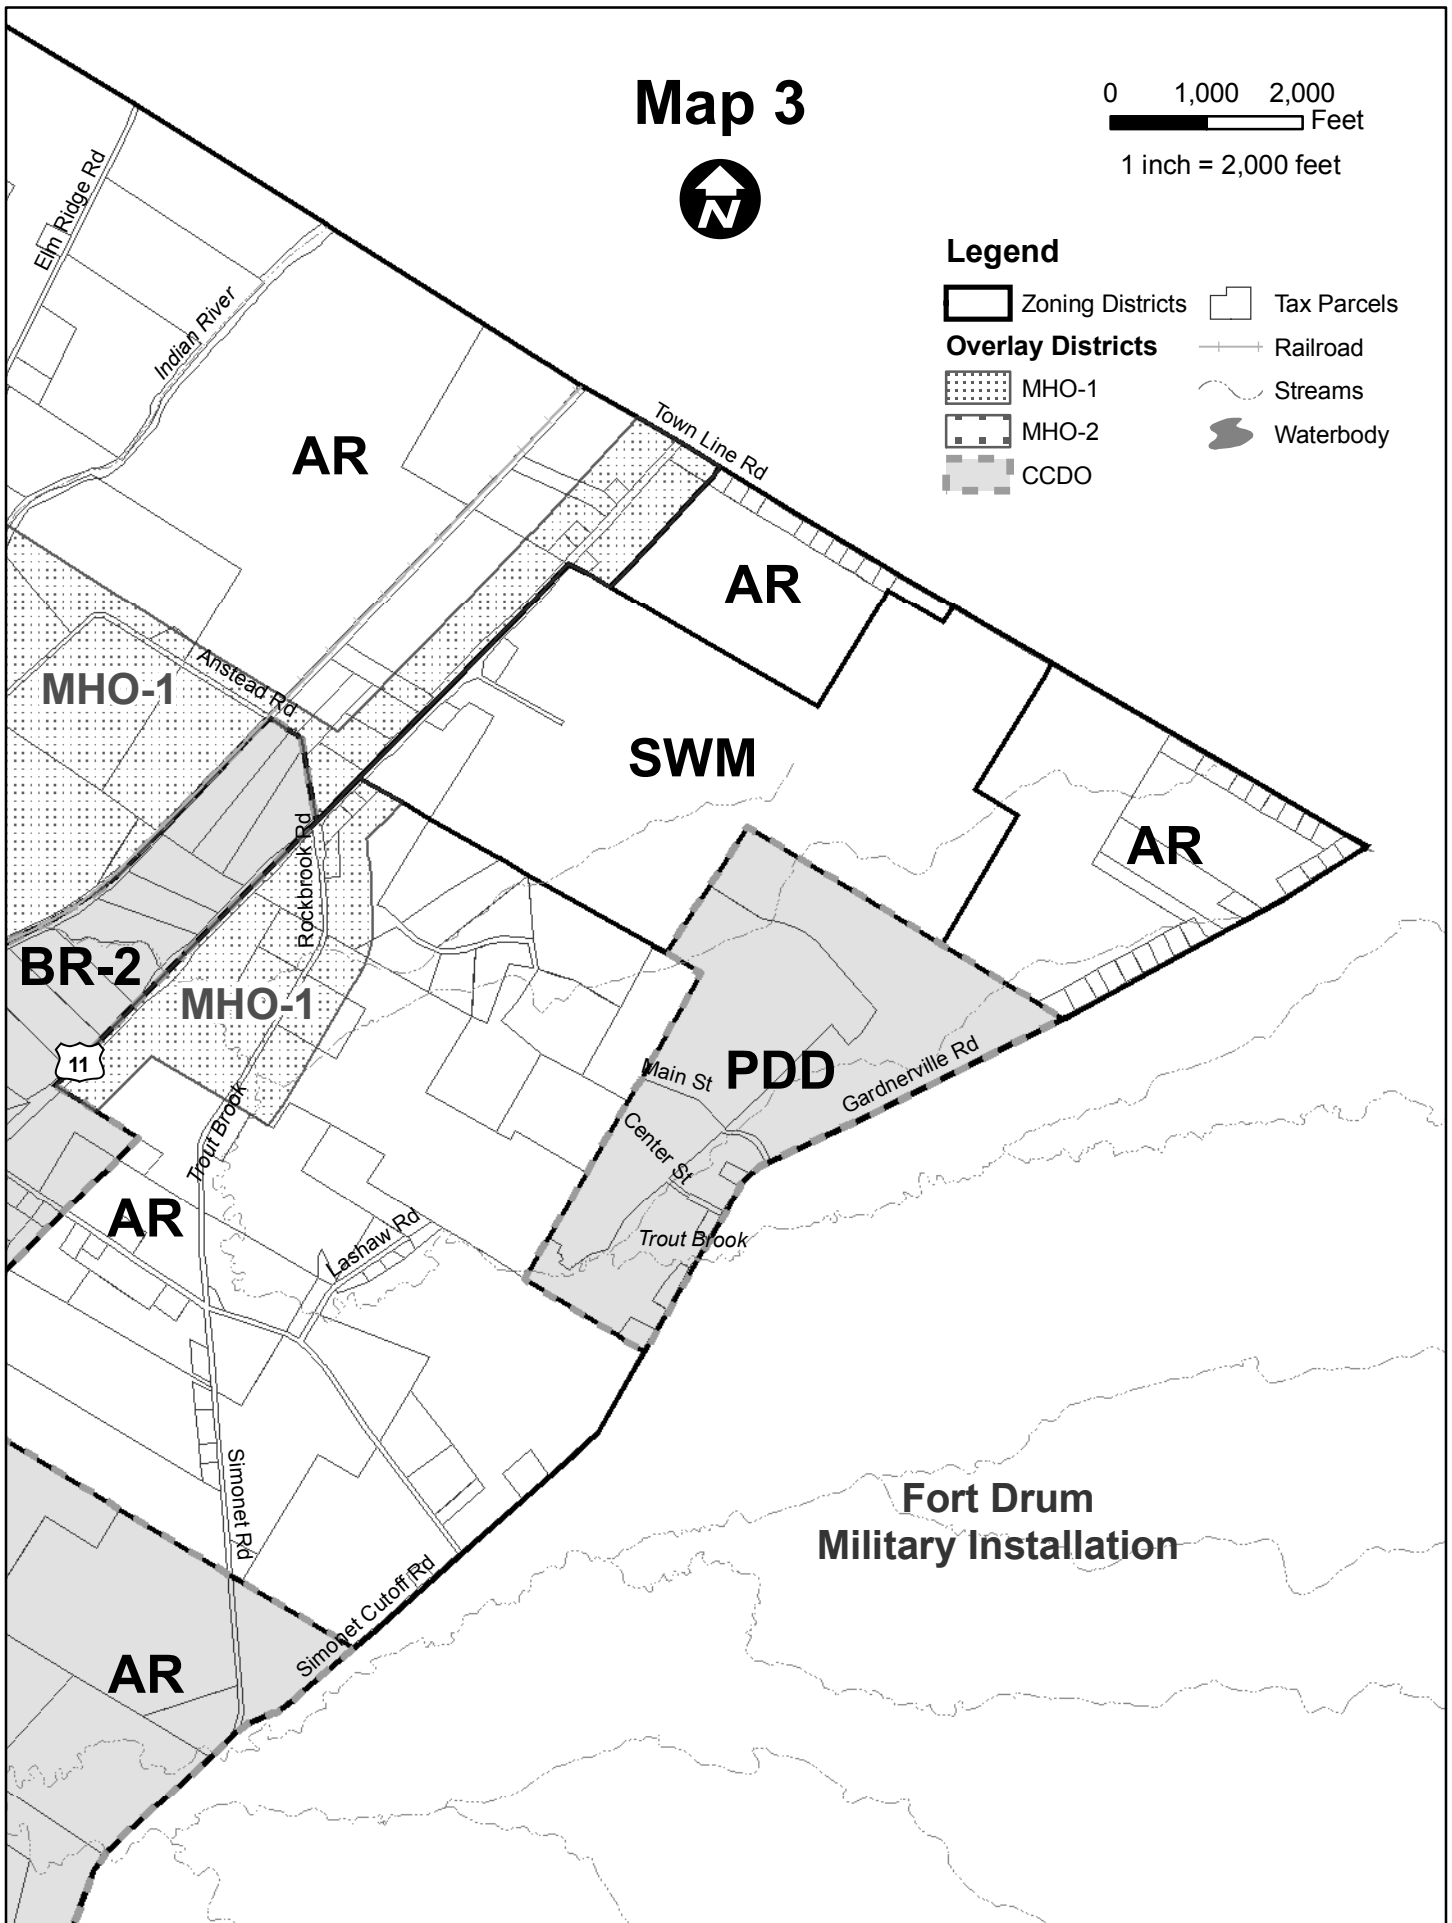 Map 3
N
0 1,000 2,000
Feet
1 inch = 2,000 feet
Legend
Zoning Districts
Tax Parcels
Overlay Districts
Railroad
MHO-1
Streams
MHO-2
Waterbody
CCDO
Elm Ridge Rd
Indian River
AR
Town Line Rd
AR
Anstead Rd
MHO-1
SWM
AR
Rockbrook Rd
BR-2
MHO-1
11
Main St
PDD
Gardnerville Rd
Center St
Trout Brook
AR
Lashaw Rd
Trout Brook
Simonet Rd
Fort Drum
Military Installation
Simonet Cutoff Rd
AR